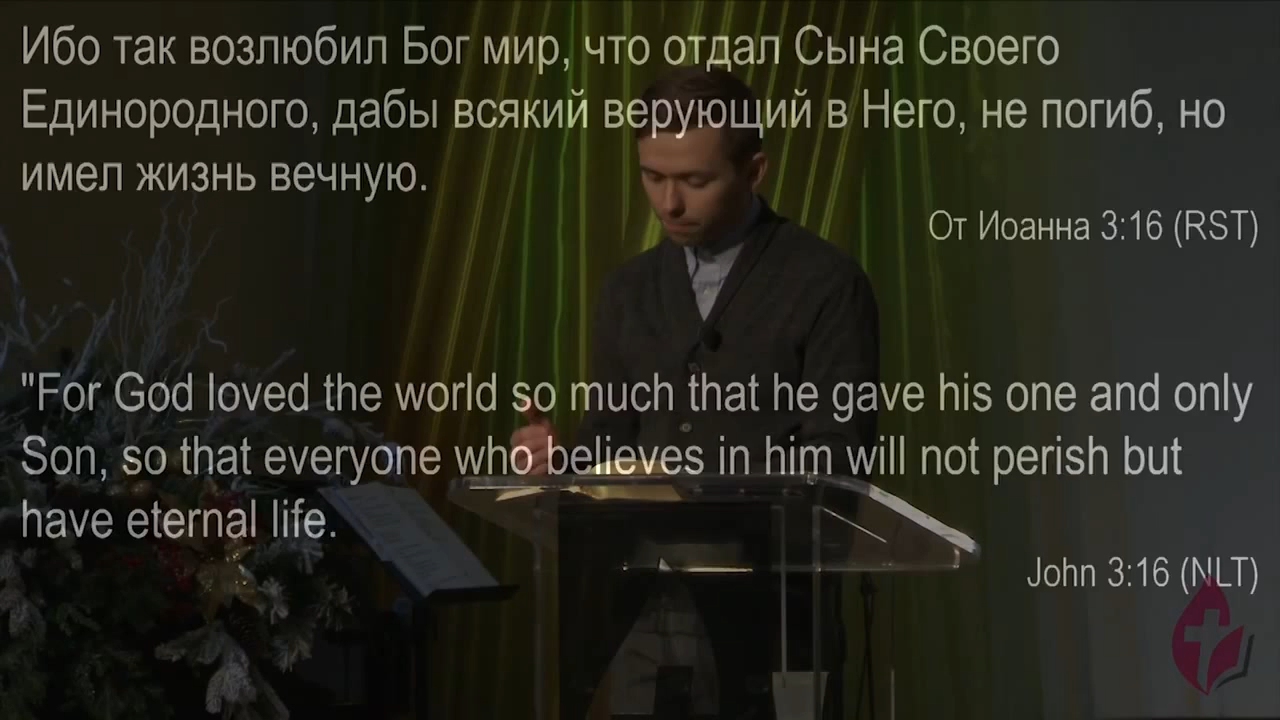 Ибо так возлюбил Бог мир, что отдал Сына Своего
Единородного, дабы всякий верующий в Него, не погиб, но
имел жизнь вечную.
От Иоанна 3:16 (RST)
"For God loved the world so much that he gave his one and only
Son, so that everyone who believes in him will not perish but
have eternal life.
John 3:16 (NLT)